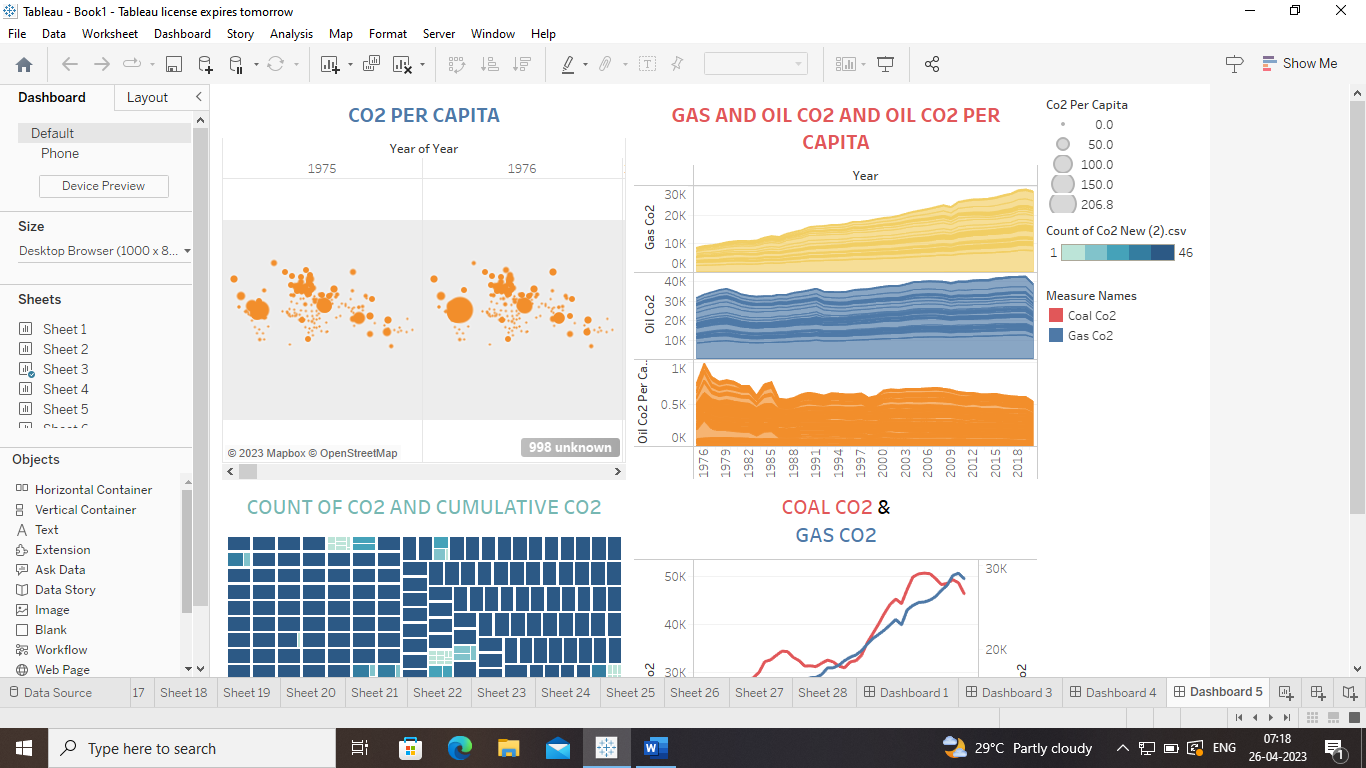 Tableau - Book1 - Tableau license expires tomorrow
File Data Worksheet Dashboard Story Analysis Map Format Server Window Help
Show Me
Dashboard Layout
Default
Phone
Device Preview
Size
Desktop Browser (1000 x 8...
Sheets
Sheet 1
Sheet 2
Sheet 3
Sheet 4
Sheet 5
Objects
Horizontal Container
Vertical Container
Text
Extension
Ask Data
Data Story
Image
Blank
Workflow
Web Page
CO2 PER CAPITA
Year of Year
1975 1976
© 2023 Mapbox © OpenStreetMap
998 unknown
GAS AND OIL CO2 AND OIL CO2 PER
CAPITA
Year
Gas Co2
30K
20K
10K
0K
Oil Co2
40K
30K
20K
10K
Oil Co2 Per Ca..
1K
0.5K
0K
1976 1979 1982 1985 1988 1991 1994 1997 2000 2003 2006 2009 2012 2015 2018
Co2 Per Capita
0.0
50.0
100.0
150.0
206.8
Count of Co2 New (2).csv
1 46
Measure Names
Coal Co2
Gas Co2
COUNT OF CO2 AND CUMULATIVE CO2
COAL CO2 &
GAS CO2
50K
40K
30K
30K
20K
Data Source 17 Sheet 18 Sheet 19 Sheet 20 Sheet 21 Sheet 22 Sheet 23 Sheet 24 Sheet 25 Sheet 26 Sheet 27 Sheet 28 Dashboard 1 Dashboard 3 Dashboard 4 Dashboard 5
Type here to search
29°C Partly cloudy
ENG
07:18
26-04-2023
1